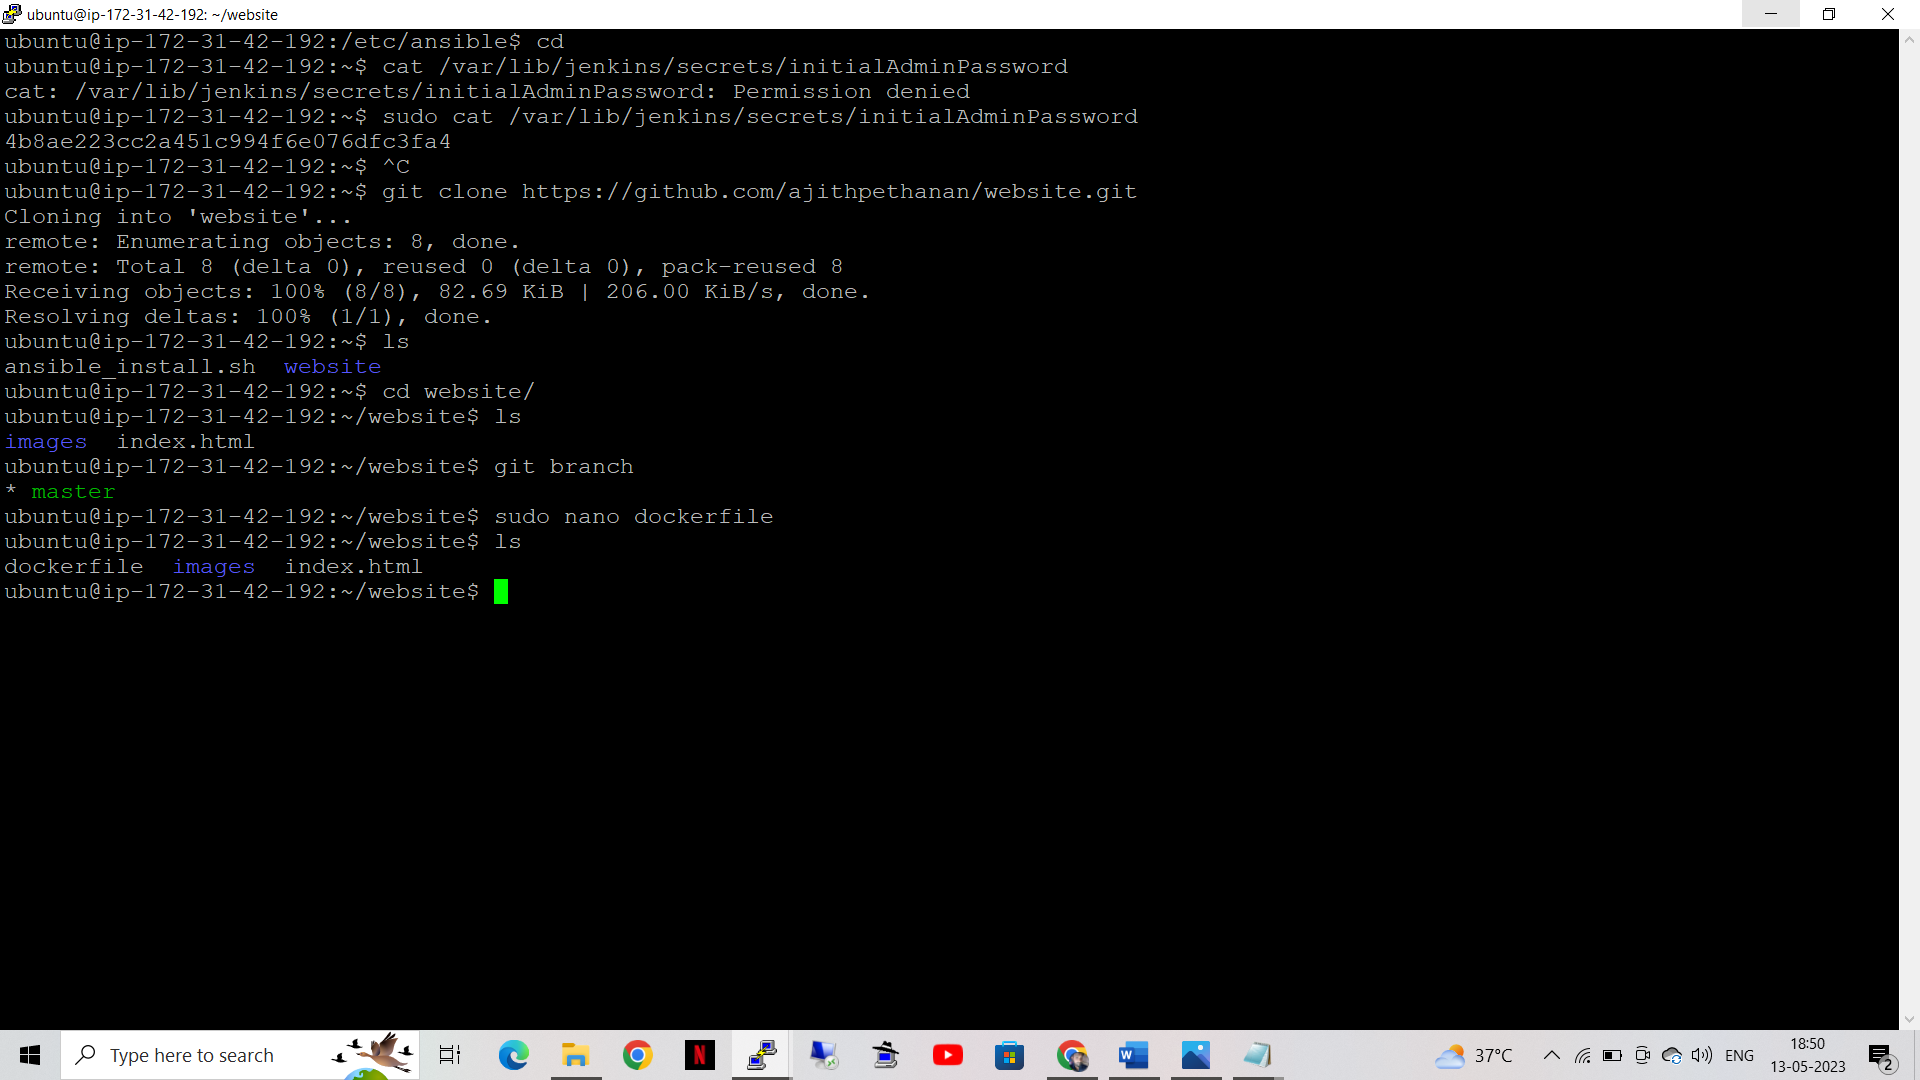 ubuntu@ip-172-31-42-192: ~/website
ubuntu@ip-172-31-42-192:/etc/ansible$ cd
ubuntu@ip-172-31-42-192:~$ cat /var/lib/jenkins/secrets/initialAdminPassword
cat: /var/lib/jenkins/secrets/initialAdminPassword: Permission denied
ubuntu@ip-172-31-42-192:~$ sudo cat /var/lib/jenkins/secrets/initialAdminPassword
4b8ae223cc2a451c994f6e076dfc3fa4
ubuntu@ip-172-31-42-192:~$ ^C
ubuntu@ip-172-31-42-192:~$ git clone https://github.com/ajithpethanan/website.git
Cloning into 'website'...
remote: Enumerating objects: 8, done.
remote: Total 8 (delta 0), reused 0 (delta 0), pack-reused 8
Receiving objects: 100% (8/8), 82.69 KiB | 206.00 KiB/s, done.
Resolving deltas: 100% (1/1), done.
ubuntu@ip-172-31-42-192:~$ ls
ansible_install.sh  website
ubuntu@ip-172-31-42-192:~$ cd website/
ubuntu@ip-172-31-42-192:~/website$ ls
images  index.html
ubuntu@ip-172-31-42-192:~/website$ git branch
* master
ubuntu@ip-172-31-42-192:~/website$ sudo nano dockerfile
ubuntu@ip-172-31-42-192:~/website$ ls
dockerfile  images  index.html
ubuntu@ip-172-31-42-192:~/website$
Type here to search
N
W
37°C
ENG
18:50
13-05-2023
2